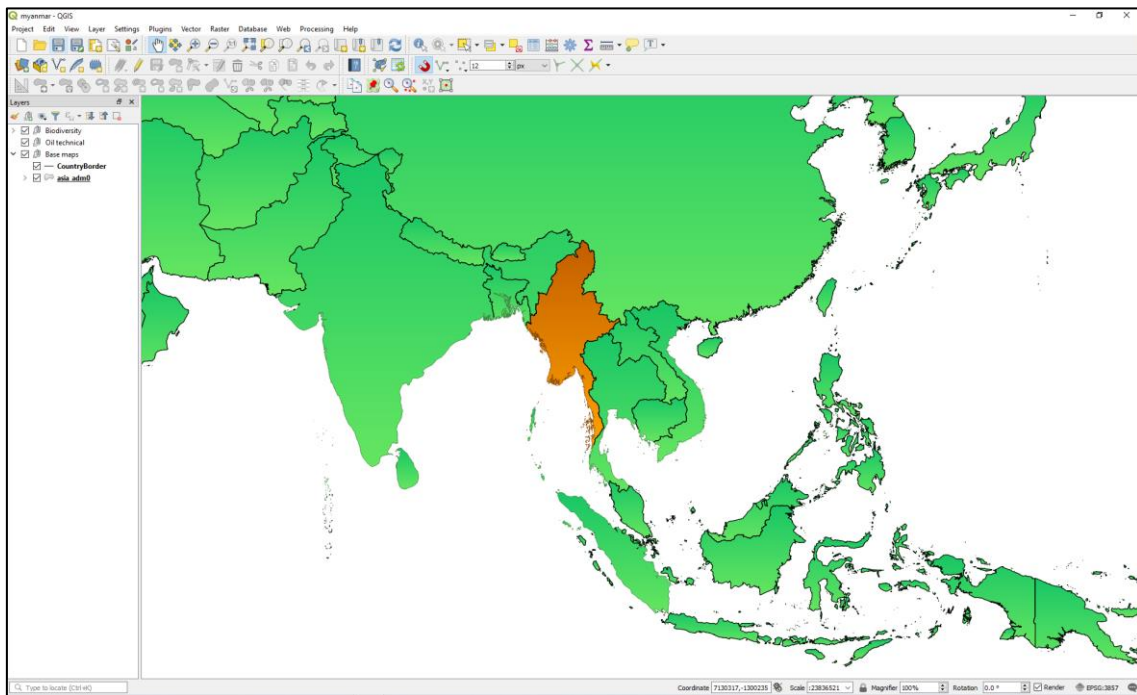 myanmar - QGIS
Project Edit View Layer Settings Plugins Vector Raster Database Web Processing Help
12 px
Layers
Biodiversity
Oil technical
Base maps
CountryBorder
asia_adm0
Type to locate (Ctrl+K) Coordinate 7130317,-1300235 Scale :23836521 Magnifier 100% Rotation 0.0 ° Render EPSG:3857